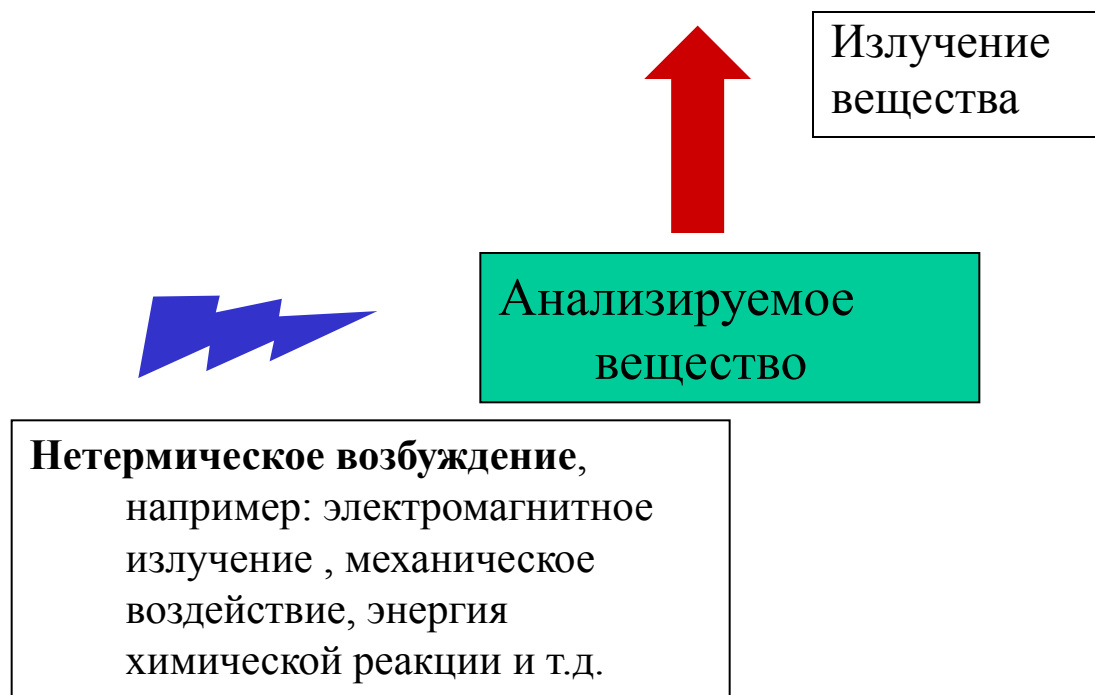 Излучение
вещества
Анализируемое
вещество
Нетермическое возбуждение,
например: электромагнитное
излучение , механическое
воздействие, энергия
химической реакции и т.д.